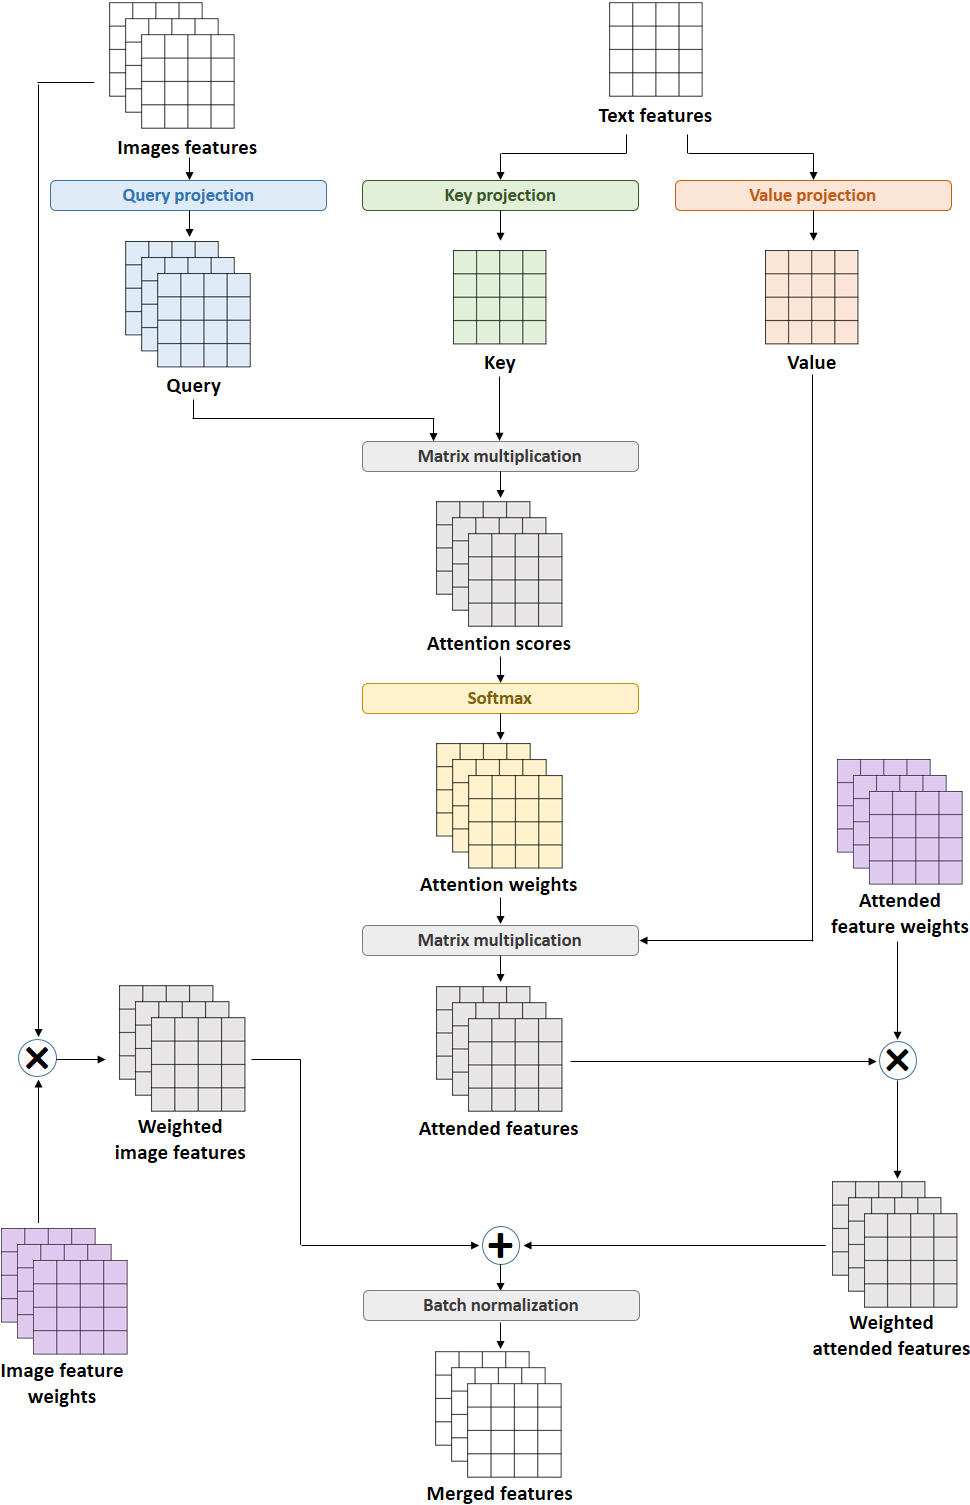 Text features
Images features
Query projection
Key projection
Value projection
Query
Key
Value
Matrix multiplication
Attention scores
Softmax
Attention weights
Attended
feature weights
Matrix multiplication
Weighted
image features
Attended features
Weighted
attended features
Batch normalization
Image feature
weights
Merged features